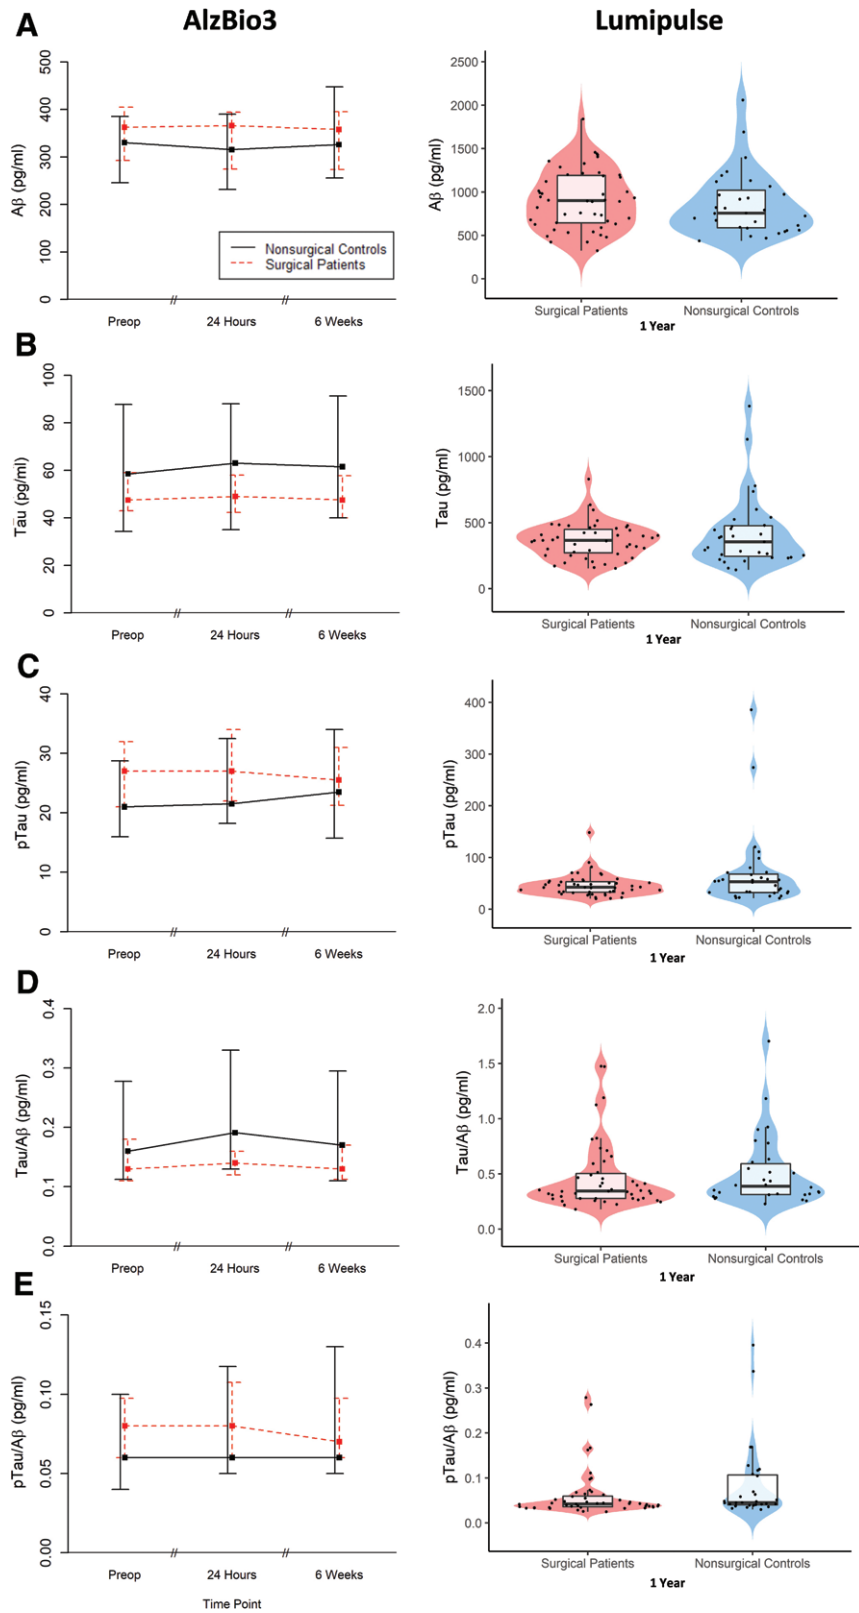 A
AlzBio3
Lumipulse
Aβ (pg/ml)
500
400
300
200
100
0
Nonsurgical Controls
Surgical Patients
Preop
24 Hours
6 Weeks
Aβ (pg/ml)
2500
2000
1500
1000
500
0
Surgical Patients
Nonsurgical Controls
1 Year
B
Tau (pg/ml)
100
80
60
40
20
0
Preop
24 Hours
6 Weeks
Tau (pg/ml)
1500
1000
500
0
Surgical Patients
Nonsurgical Controls
1 Year
C
pTau (pg/ml)
40
30
20
10
0
Preop
24 Hours
6 Weeks
pTau (pg/ml)
400
300
200
100
0
Surgical Patients
Nonsurgical Controls
1 Year
D
Tau/Aβ (pg/ml)
0.4
0.3
0.2
0.1
0.0
Preop
24 Hours
6 Weeks
Tau/Aβ (pg/ml)
2.0
1.5
1.0
0.5
0.0
Surgical Patients
Nonsurgical Controls
1 Year
E
pTau/Aβ (pg/ml)
0.15
0.10
0.05
0.00
Preop
24 Hours
6 Weeks
Time Point
pTau/Aβ (pg/ml)
0.4
0.3
0.2
0.1
0.0
Surgical Patients
Nonsurgical Controls
1 Year